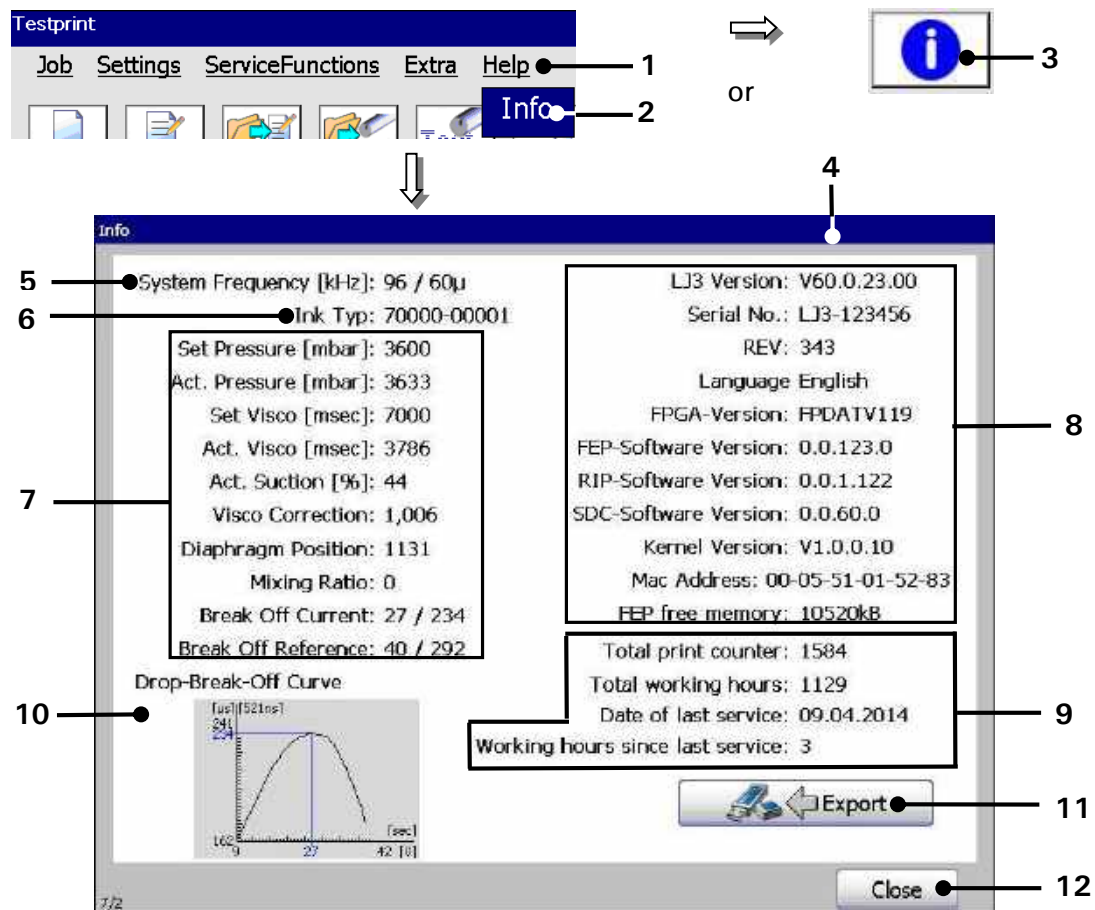 Testprint
Job Settings ServiceFunctions Extra Help 1
Info 2
or
3
4
Info
5 System Frequency [kHz]: 96 / 60µ
6 Ink Typ: 70000-00001
7
Set Pressure [mbar]: 3600
Act. Pressure [mbar]: 3633
Set Visco [msec]: 7000
Act. Visco [msec]: 3786
Act. Suction [%]: 44
Visco Correction: 1,006
Diaphragm Position: 1131
Mixing Ratio: 0
Break Off Current: 27 / 234
Break Off Reference: 40 / 292
LJ3 Version: V60.0.23.00
Serial No.: LJ3-123456
REV: 343
Language English
FPGA-Version: FPDATV119
FEP-Software Version: 0.0.123.0
RIP-Software Version: 0.0.1.122
SDC-Software Version: 0.0.60.0
Kernel Version: V1.0.0.10
Mac Address: 00-05-51-01-52-83
FEP free memory: 10520kB
8
Total print counter: 1584
Total working hours: 1129
Date of last service: 09.04.2014
Working hours since last service: 3
9
Drop-Break-Off Curve
10
[us][521ns]
241
234
162
[sec]
9 27 42 [0]
Export 11
Close 12
7/2